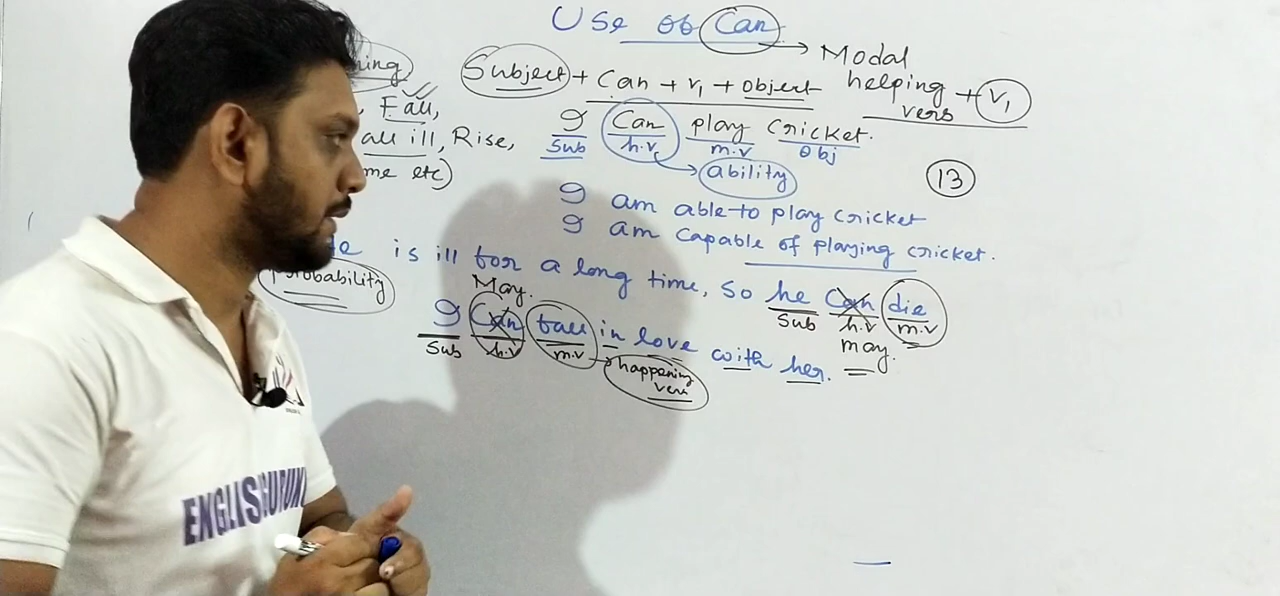 Use of Can
Modal
helping + V1
verb
Subject + Can + V1 + object
Fall,
I Can play cricket.
Sub h.v m.v Obj
ill, Rise,
etc)
ability
13
I am able to play cricket
I am capable of playing cricket.
is ill for a long time, so he Can die
Sub h.v m.v
may.
probability
May.
I Can fall in love with her.
Sub h.v m.v
happening
verb